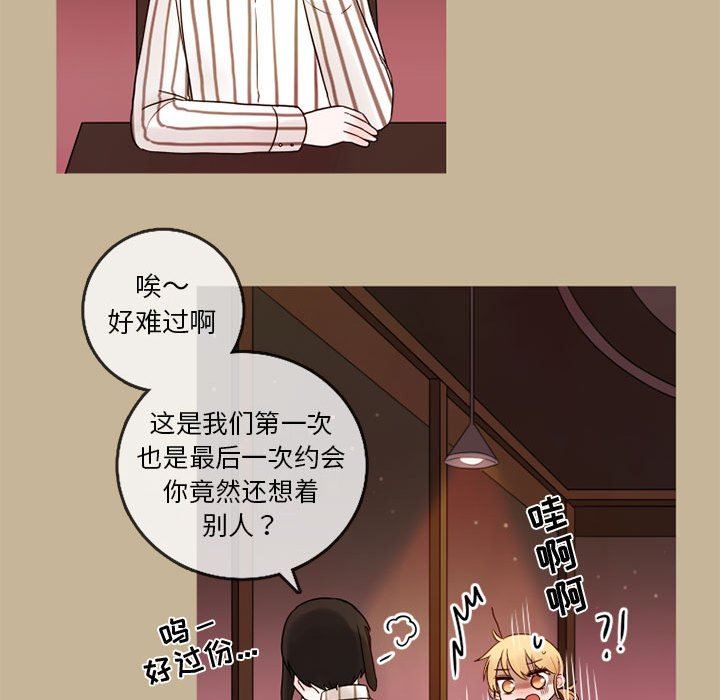 唉～
好难过啊
这是我们第一次
也是最后一次约会
你竟然还想着
别人？
哇啊啊
?!
呜－
好过份...